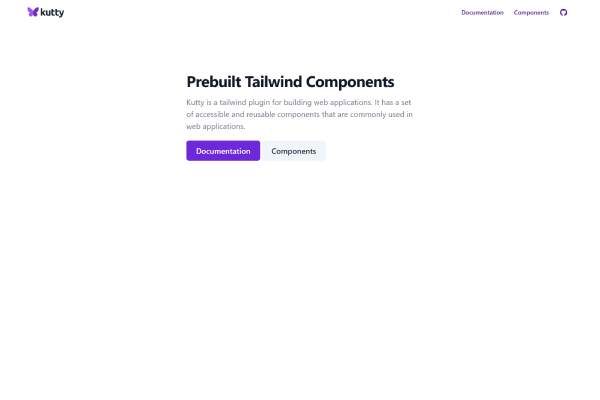 kutty
Documentation
Components
Prebuilt Tailwind Components
Kutty is a tailwind plugin for building web applications. It has a set
of accessible and reusable components that are commonly used in
web applications.
Documentation
Components